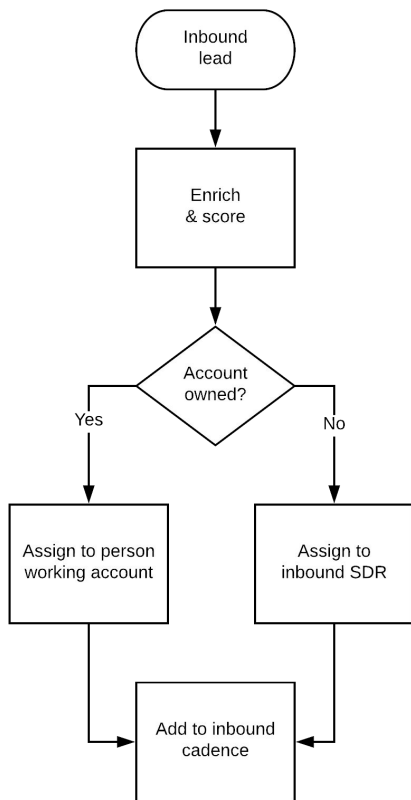 Inbound
lead
Enrich
& score
Account
owned?
Yes
No
Assign to person
working account
Assign to
inbound SDR
Add to inbound
cadence